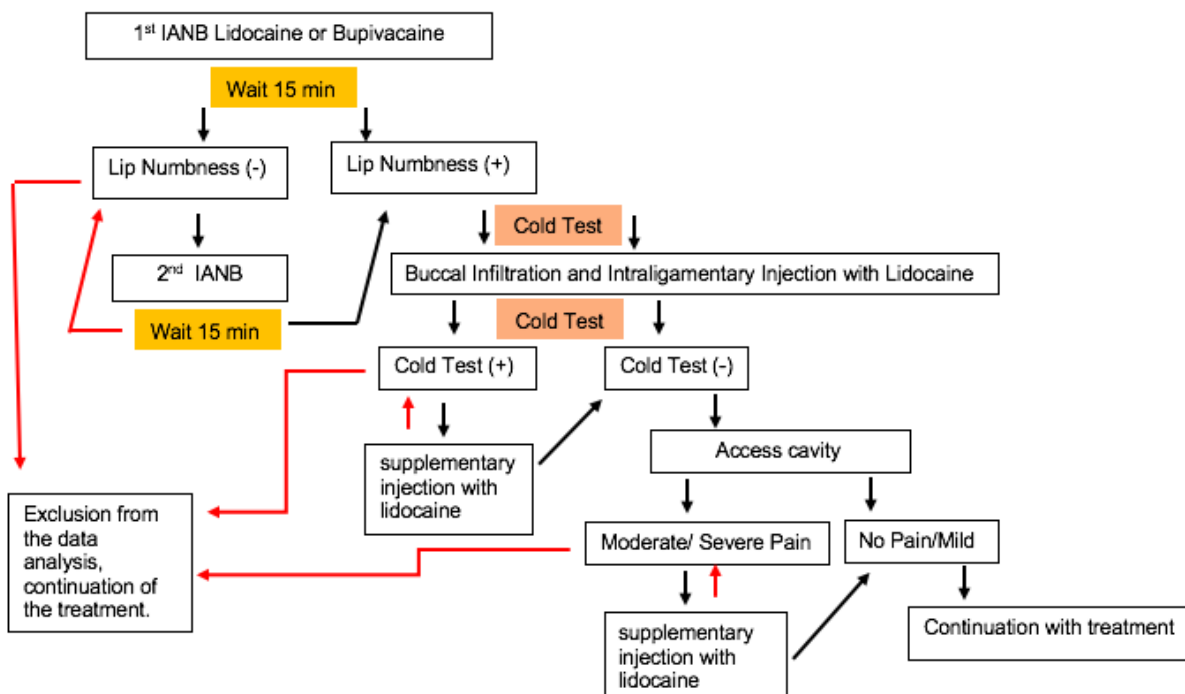 1st IANB Lidocaine or Bupivacaine
Wait 15 min
Lip Numbness (-)
Lip Numbness (+)
Cold Test
2nd IANB
Buccal Infiltration and Intraligamentary Injection with Lidocaine
Wait 15 min
Cold Test
Cold Test (+)
Cold Test (-)
Access cavity
supplementary
injection with
lidocaine
Exclusion from
the data
analysis,
continuation of
the treatment.
Moderate/ Severe Pain
No Pain/Mild
supplementary
injection with
lidocaine
Continuation with treatment